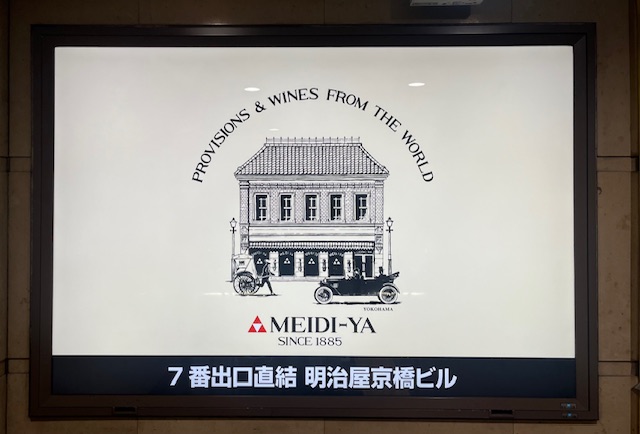 PROVISIONS & WINES FROM THE WORLD
YOKOHAMA
MEIDI-YA
SINCE 1885
7番出口直結 明治屋京橋ビル